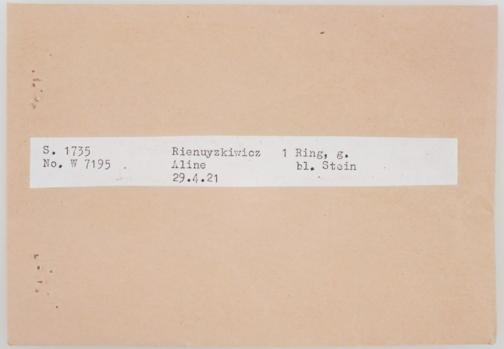 S. 1735 Rienuyzkiwicz 1 Ring, g.
No. W 7195 Aline bl. Stein
29.4.21